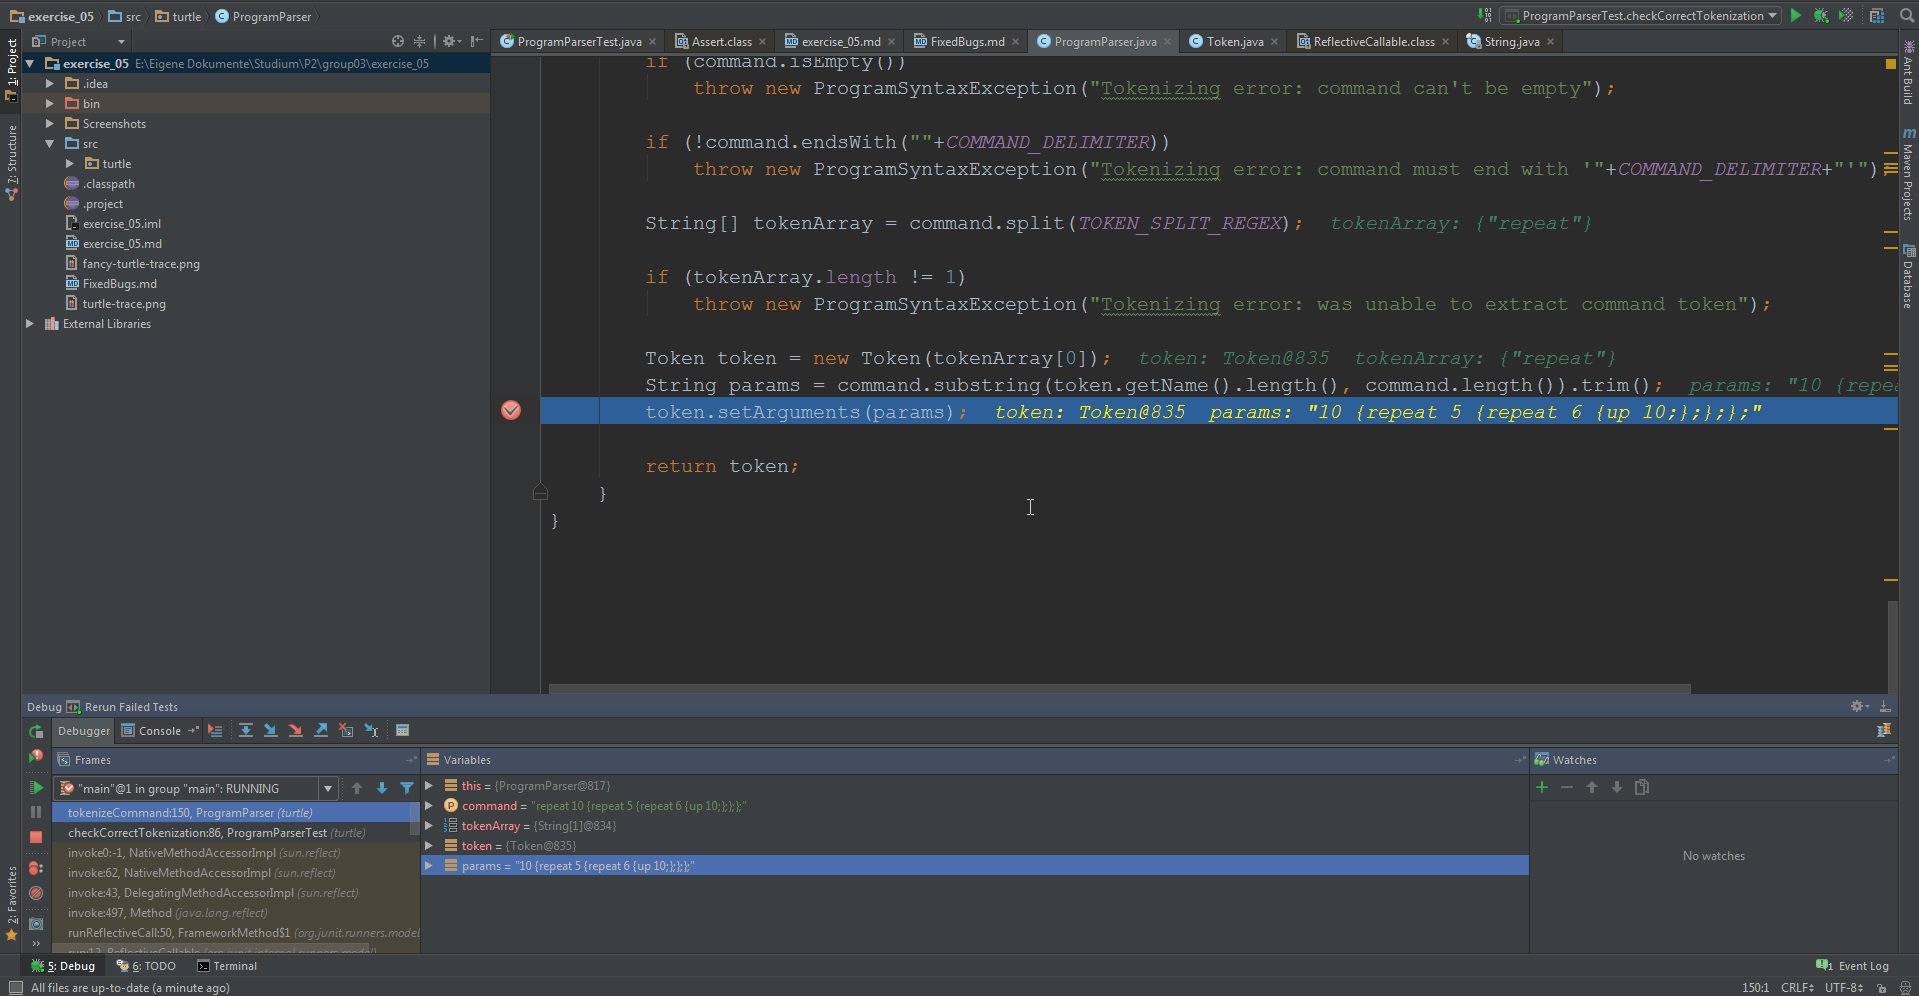 exercise_05 src turtle ProgramParser
ProgramParserTest.checkCorrectTokenization
Project
ProgramParserTest.java Assert.class exercise_05.md FixedBugs.md ProgramParser.java Token.java ReflectiveCallable.class String.java
1: Project
7: Structure
2: Favorites
Ant Build
Maven Projects
Database
exercise_05 E:\Eigene Dokumente\Studium\P2\group03\exercise_05
.idea
bin
Screenshots
src
turtle
.classpath
.project
exercise_05.iml
exercise_05.md
fancy-turtle-trace.png
FixedBugs.md
turtle-trace.png
External Libraries
if (command.isEmpty())
throw new ProgramSyntaxException("Tokenizing error: command can't be empty");
if (!command.endsWith(""+COMMAND_DELIMITER))
throw new ProgramSyntaxException("Tokenizing error: command must end with '"+COMMAND_DELIMITER+"'")
String[] tokenArray = command.split(TOKEN_SPLIT_REGEX); tokenArray: {"repeat"}
if (tokenArray.length != 1)
throw new ProgramSyntaxException("Tokenizing error: was unable to extract command token");
Token token = new Token(tokenArray[0]); token: Token@835 tokenArray: {"repeat"}
String params = command.substring(token.getName().length(), command.length()).trim(); params: "10 {repea
token.setArguments(params); token: Token@835 params: "10 {repeat 5 {repeat 6 {up 10;};};};"
return token;
}
}
Debug Rerun Failed Tests
Debugger Console
Frames
"main"@1 in group "main": RUNNING
tokenizeCommand:150, ProgramParser (turtle)
checkCorrectTokenization:86, ProgramParserTest (turtle)
invoke0:-1, NativeMethodAccessorImpl (sun.reflect)
invoke:62, NativeMethodAccessorImpl (sun.reflect)
invoke:43, DelegatingMethodAccessorImpl (sun.reflect)
invoke:497, Method (java.lang.reflect)
runReflectiveCall:50, FrameworkMethod$1 (org.junit.runners.model
Variables
this = {ProgramParser@817}
command = "repeat 10 {repeat 5 {repeat 6 {up 10;};};};"
tokenArray = {String[1]@834}
token = {Token@835}
params = "10 {repeat 5 {repeat 6 {up 10;};};};"
Watches
No watches
5: Debug 6: TODO Terminal
1 Event Log
All files are up-to-date (a minute ago)
150:1 CRLF UTF-8